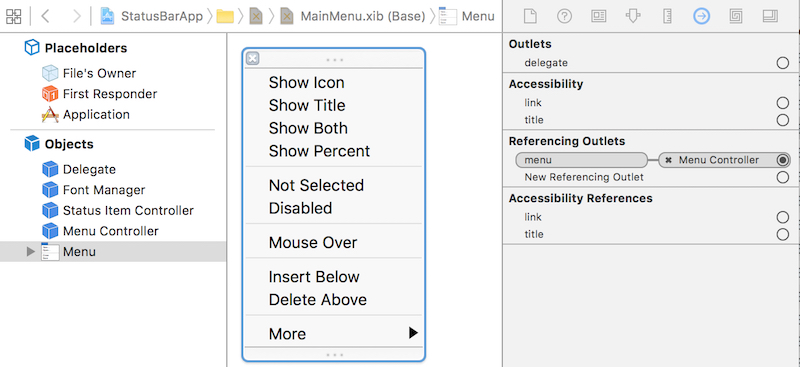 StatusBarApp
MainMenu.xib (Base)
Menu
Placeholders
File's Owner
First Responder
Application
Objects
Delegate
Font Manager
Status Item Controller
Menu Controller
Menu
Show Icon
Show Title
Show Both
Show Percent
Not Selected
Disabled
Mouse Over
Insert Below
Delete Above
More
Outlets
delegate
Accessibility
link
title
Referencing Outlets
menu Menu Controller
New Referencing Outlet
Accessibility References
link
title